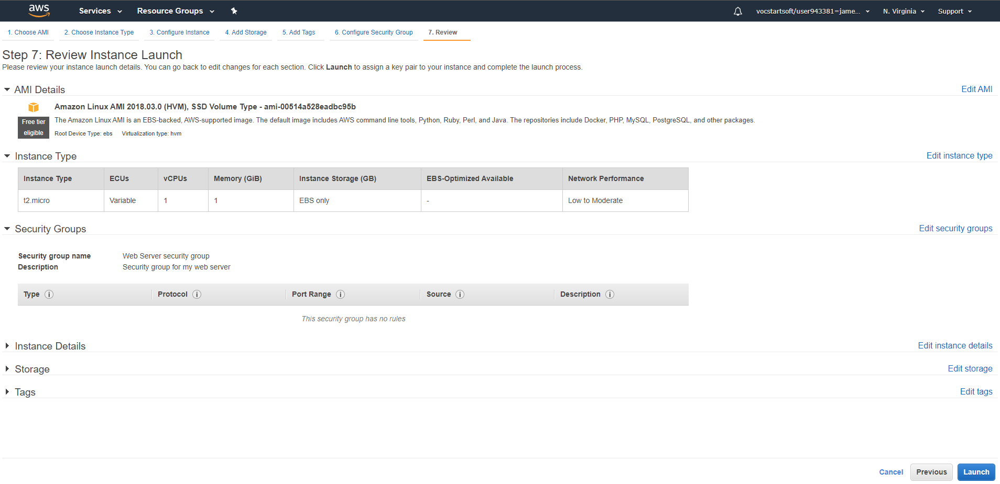 aws Services Resource Groups vocstartsoft/user943381=jame... N. Virginia Support
1. Choose AMI 2. Choose Instance Type 3. Configure Instance 4. Add Storage 5. Add Tags 6. Configure Security Group 7. Review
Step 7: Review Instance Launch
Please review your instance launch details. You can go back to edit changes for each section. Click Launch to assign a key pair to your instance and complete the launch process.
AMI Details Edit AMI
Amazon Linux AMI 2018.03.0 (HVM), SSD Volume Type - ami-00514a528eadbc95b
Free tier
eligible
The Amazon Linux AMI is an EBS-backed, AWS-supported image. The default image includes AWS command line tools, Python, Ruby, Perl, and Java. The repositories include Docker, PHP, MySQL, PostgreSQL, and other packages.
Root Device Type: ebs Virtualization type: hvm
Instance Type Edit instance type
Instance Type ECUs vCPUs Memory (GiB) Instance Storage (GB) EBS-Optimized Available Network Performance
t2.micro Variable 1 1 EBS only - Low to Moderate
Security Groups Edit security groups
Security group name Web Server security group
Description Security group for my web server
Type i Protocol i Port Range i Source i Description i
This security group has no rules
Instance Details Edit instance details
Storage Edit storage
Tags Edit tags
Cancel Previous Launch